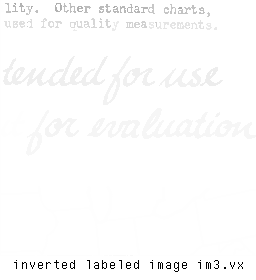 lity. Other standard charts,
used for quality measurements.
tended for use
for evaluation
inverted labeled image im3.vx